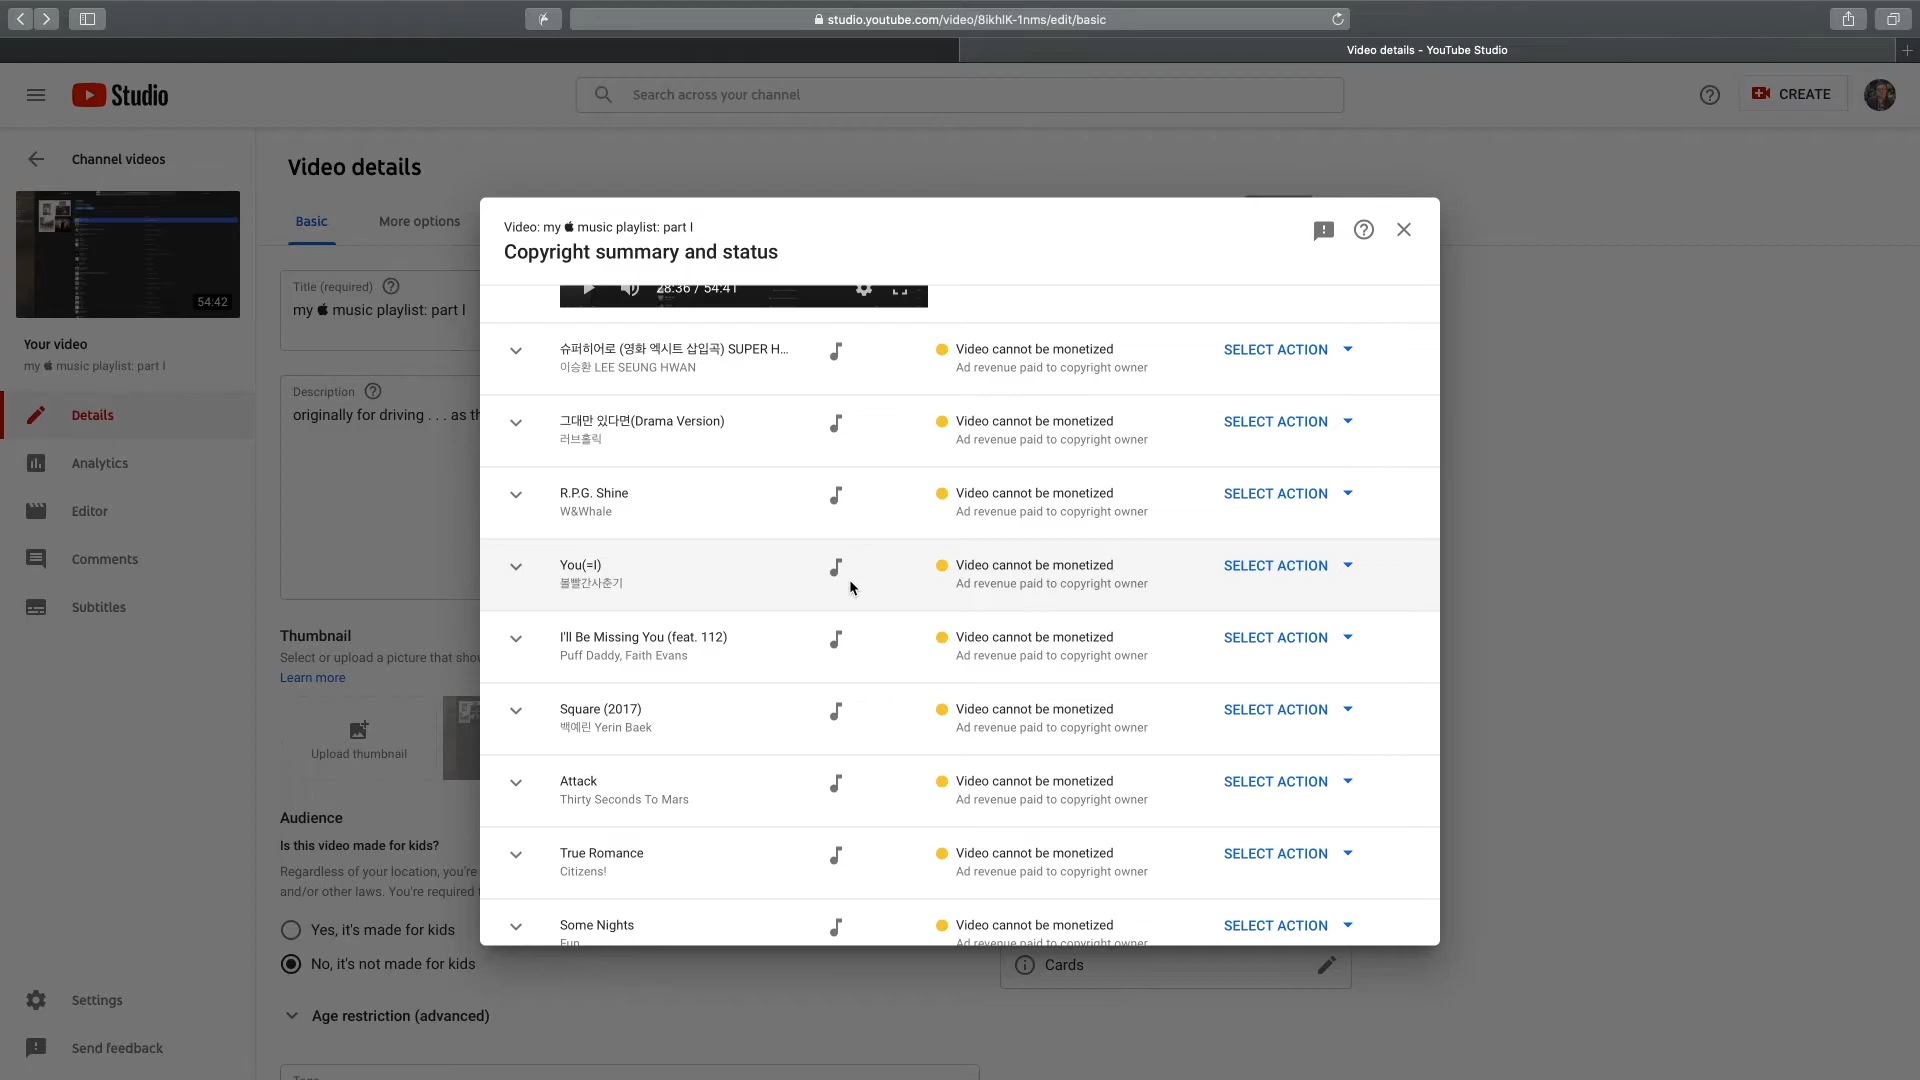 studio.youtube.com/video/8ikhlK-1nms/edit/basic
Video details - YouTube Studio
Studio
Search across your channel
CREATE
Channel videos
54:42
Your video
my  music playlist: part I
Details
Analytics
Editor
Comments
Subtitles
Settings
Send feedback
Video details
Basic
More options
Title (required)
my  music playlist: part I
Description
originally for driving . . . as th
Thumbnail
Select or upload a picture that sho
Learn more
Upload thumbnail
Audience
Is this video made for kids?
Regardless of your location, you're
and/or other laws. You're required
Yes, it's made for kids
No, it's not made for kids
Age restriction (advanced)
Video: my  music playlist: part I
Copyright summary and status
28:36 / 54:41
슈퍼히어로 (영화 엑시트 삽입곡) SUPER H...
이승환 LEE SEUNG HWAN
Video cannot be monetized
Ad revenue paid to copyright owner
SELECT ACTION
그대만 있다면(Drama Version)
러브홀릭
Video cannot be monetized
Ad revenue paid to copyright owner
SELECT ACTION
R.P.G. Shine
W&Whale
Video cannot be monetized
Ad revenue paid to copyright owner
SELECT ACTION
You(=I)
볼빨간사춘기
Video cannot be monetized
Ad revenue paid to copyright owner
SELECT ACTION
I'll Be Missing You (feat. 112)
Puff Daddy, Faith Evans
Video cannot be monetized
Ad revenue paid to copyright owner
SELECT ACTION
Square (2017)
백예린 Yerin Baek
Video cannot be monetized
Ad revenue paid to copyright owner
SELECT ACTION
Attack
Thirty Seconds To Mars
Video cannot be monetized
Ad revenue paid to copyright owner
SELECT ACTION
True Romance
Citizens!
Video cannot be monetized
Ad revenue paid to copyright owner
SELECT ACTION
Some Nights
Fun
Video cannot be monetized
Ad revenue paid to copyright owner
SELECT ACTION
Cards
Tags